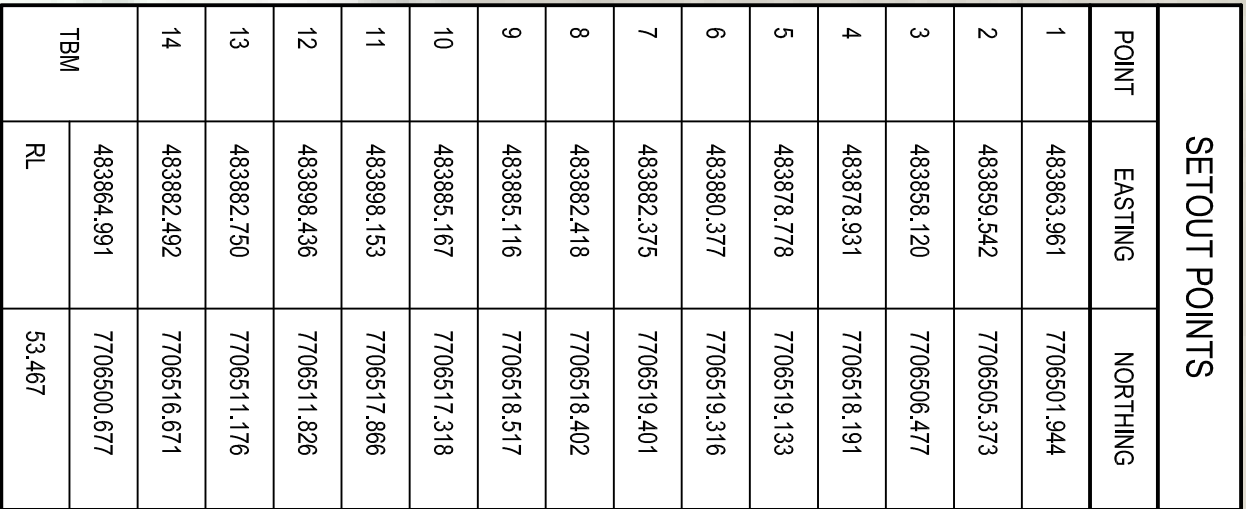 SETOUT POINTS
POINT EASTING NORTHING
1 483863.961 7706501.944
2 483859.542 7706505.373
3 483858.120 7706506.477
4 483878.931 7706518.191
5 483878.778 7706519.133
6 483880.377 7706519.316
7 483882.375 7706519.401
8 483882.418 7706518.402
9 483885.116 7706518.517
10 483885.167 7706517.318
11 483898.153 7706517.866
12 483898.436 7706511.826
13 483882.750 7706511.176
14 483882.492 7706516.671
TBM 483864.991 7706500.677
RL 53.467